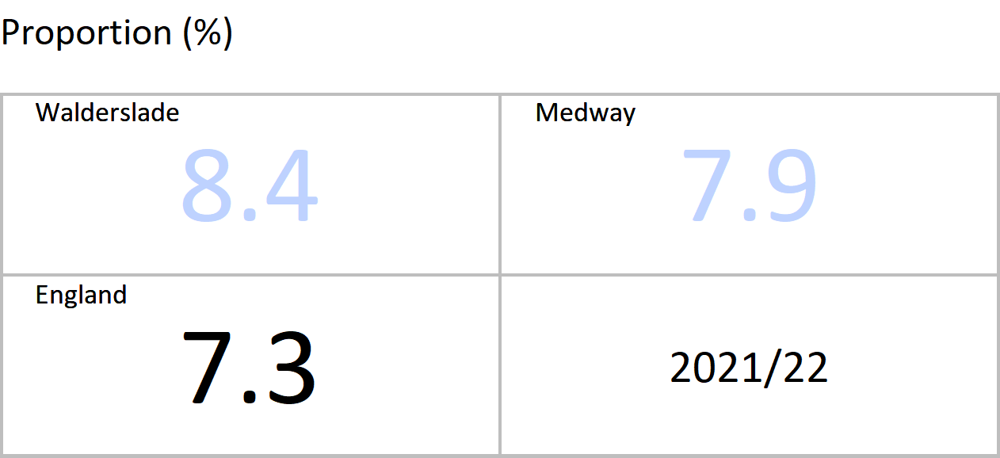 Proportion (%)
Walderslade
8.4
Medway
7.9
England
7.3
2021/22